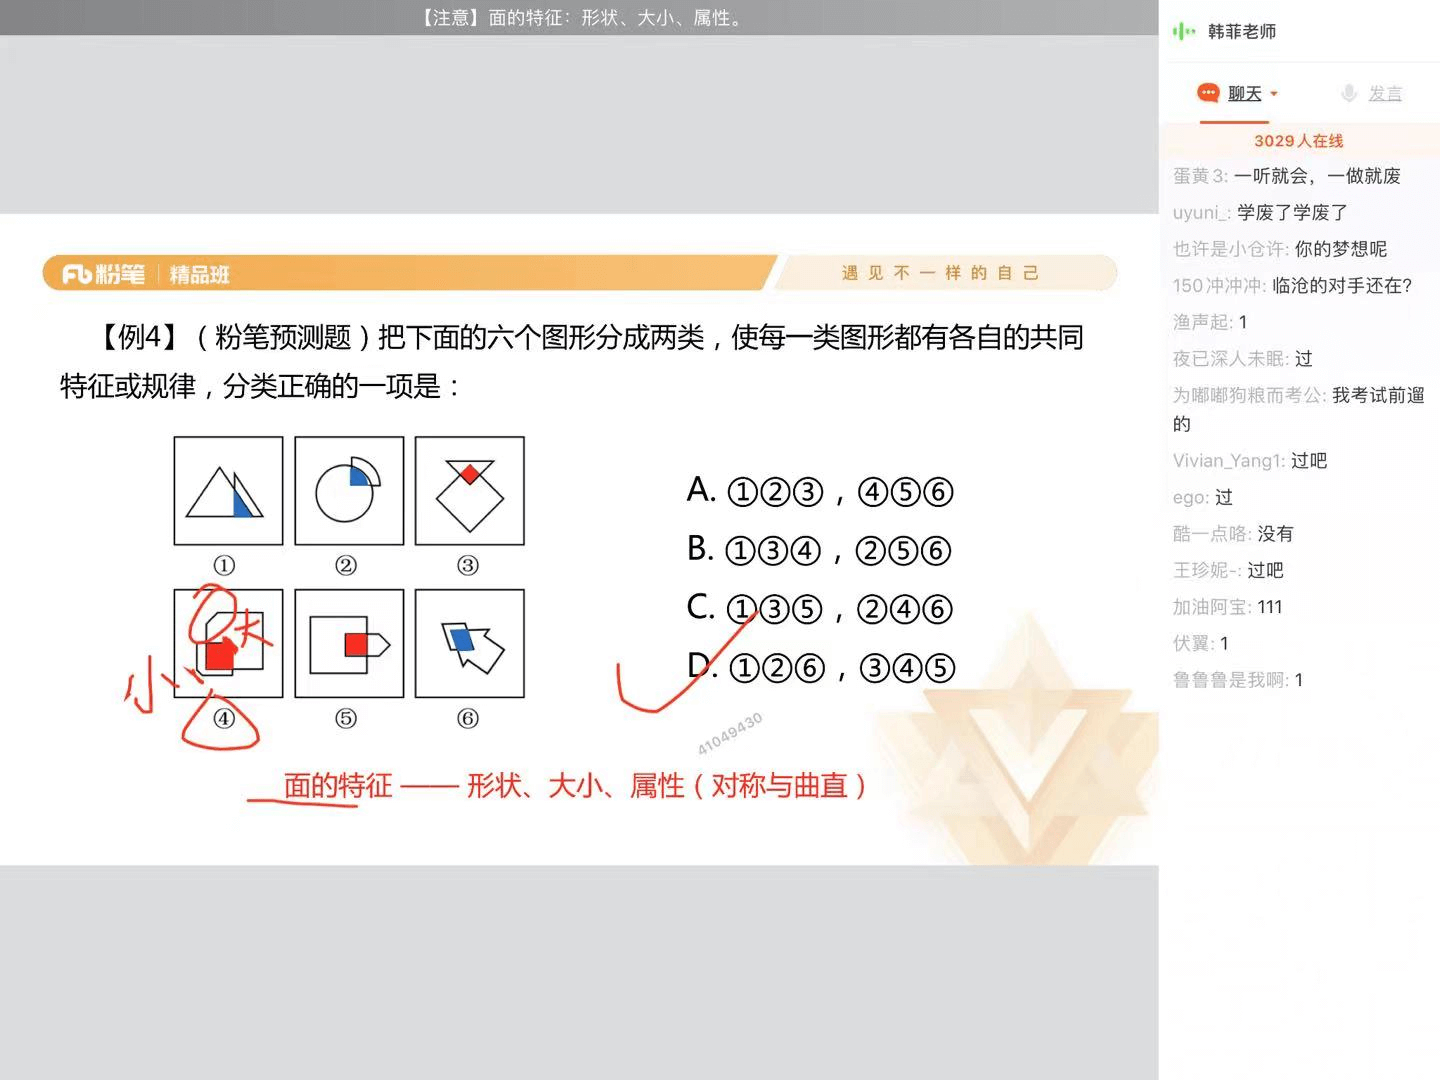 【注意】面的特征：形状、大小、属性。
粉笔 精品班
遇见不一样的自己
【例4】（粉笔预测题）把下面的六个图形分成两类，使每一类图形都有各自的共同
特征或规律，分类正确的一项是：
① ② ③
大
小
④ ⑤ ⑥
A. ①②③，④⑤⑥
B. ①③④，②⑤⑥
C. ①③⑤，②④⑥
D. ①②⑥，③④⑤
41049430
面的特征 —— 形状、大小、属性（对称与曲直）
韩菲老师
聊天 发言
3029人在线
蛋黄3: 一听就会，一做就废
uyuni_: 学废了学废了
也许是小仓许: 你的梦想呢
150冲冲冲: 临沧的对手还在?
渔声起: 1
夜已深人未眠: 过
为嘟嘟狗粮而考公: 我考试前遛
的
Vivian_Yang1: 过吧
ego: 过
酷一点咯: 没有
王珍妮-: 过吧
加油阿宝: 111
伏翼: 1
鲁鲁鲁是我啊: 1